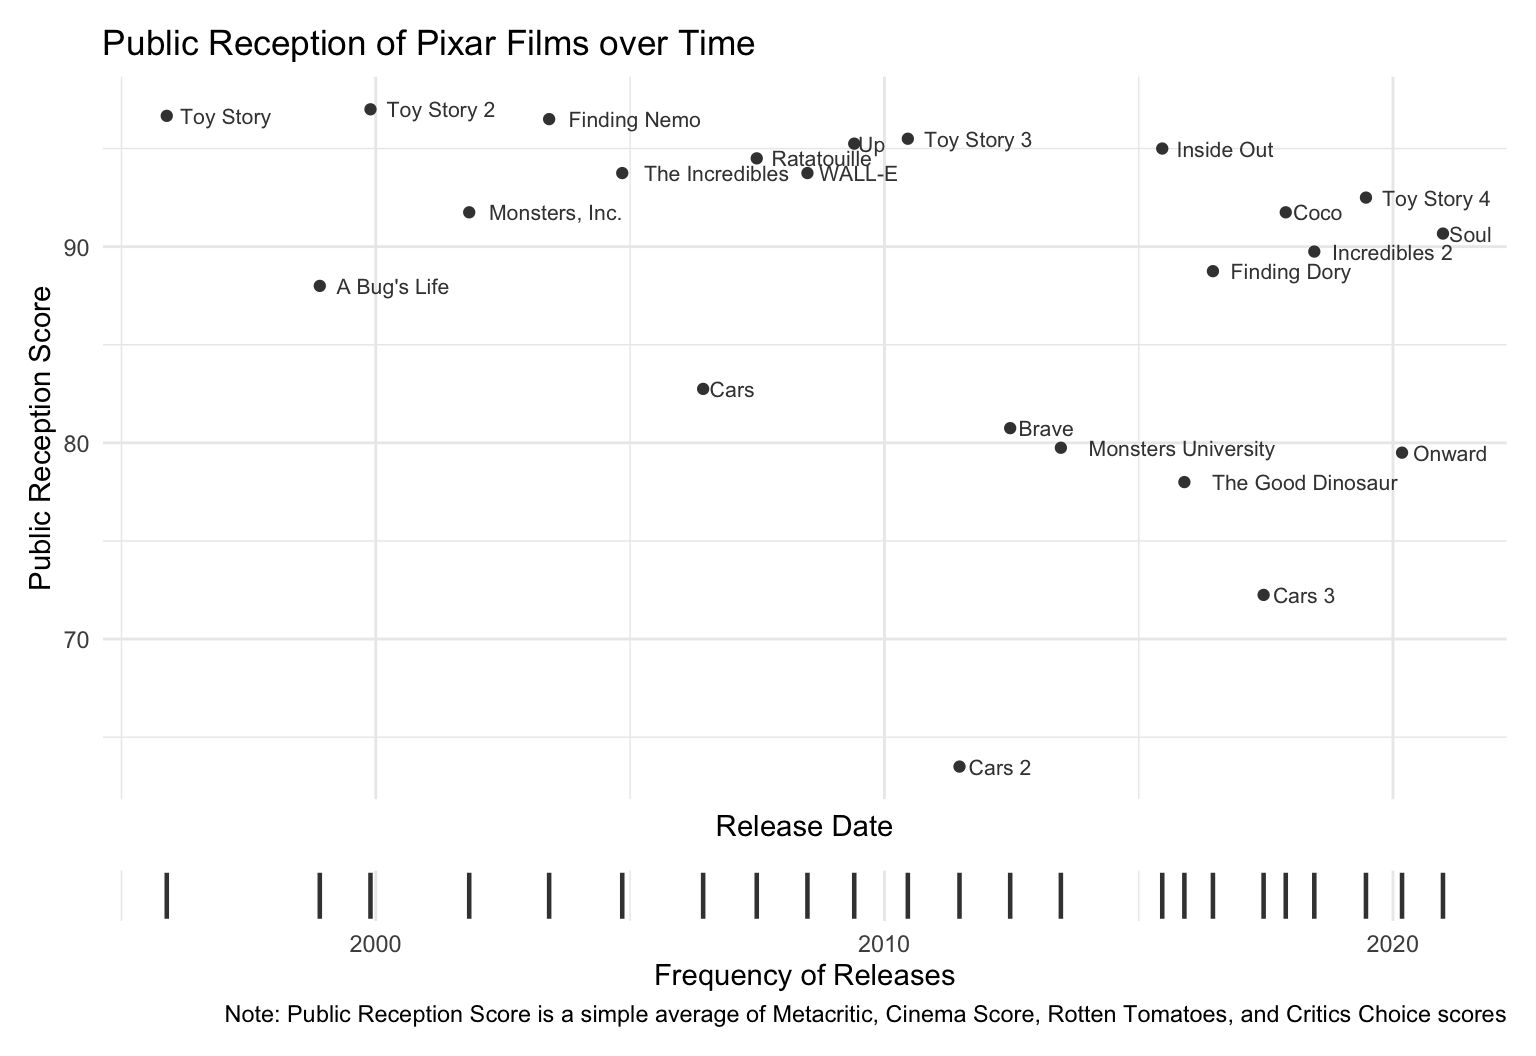 Public Reception of Pixar Films over Time
Toy Story
Toy Story 2
Finding Nemo
Up
Toy Story 3
Inside Out
Ratatouille
The Incredibles
WALL-E
Toy Story 4
Monsters, Inc.
Coco
Soul
90
Incredibles 2
Finding Dory
A Bug's Life
Public Reception Score
Cars
Brave
80
Monsters University
Onward
The Good Dinosaur
Cars 3
70
Cars 2
Release Date
2000
2010
2020
Frequency of Releases
Note: Public Reception Score is a simple average of Metacritic, Cinema Score, Rotten Tomatoes, and Critics Choice scores